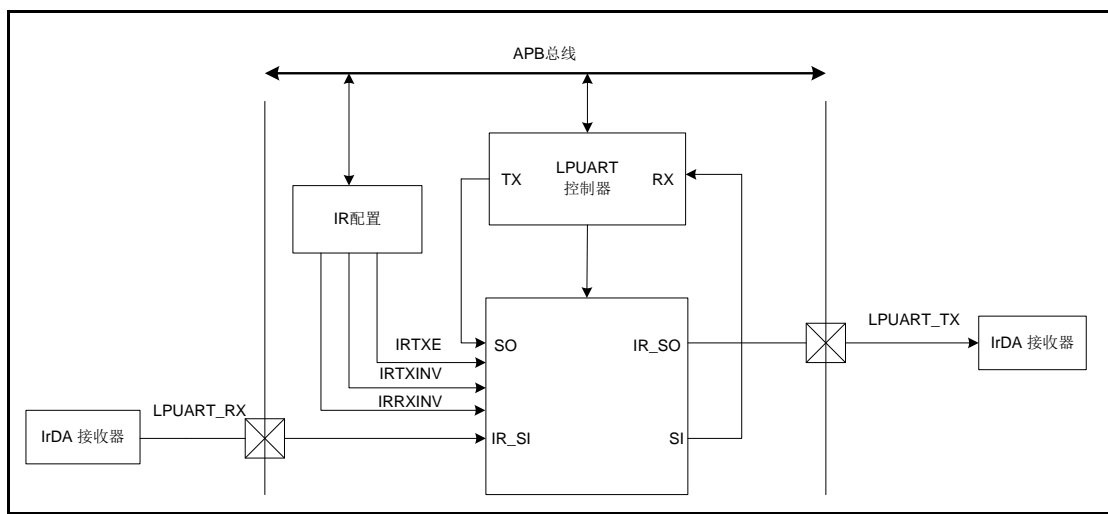 APB总线
TX
LPUART
控制器
RX
IR配置
IRTXE
IRTXINV
IRRXINV
SO
IR_SO
LPUART_TX
IrDA 接收器
LPUART_RX
IrDA 接收器
IR_SI
SI